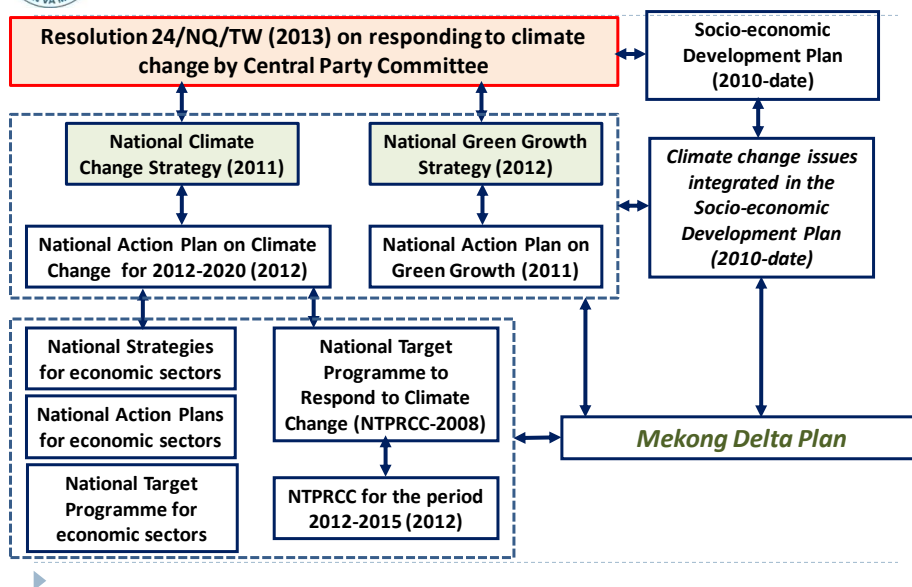 Resolution 24/NQ/TW (2013) on responding to climate
change by Central Party Committee
Socio-economic
Development Plan
(2010-date)
National Climate
Change Strategy (2011)
National Green Growth
Strategy (2012)
Climate change issues
integrated in the
Socio-economic
Development Plan
(2010-date)
National Action Plan on Climate
Change for 2012-2020 (2012)
National Action Plan on
Green Growth (2011)
National Strategies
for economic sectors
National Target
Programme to
Respond to Climate
Change (NTPRCC-2008)
National Action Plans
for economic sectors
Mekong Delta Plan
National Target
Programme for
economic sectors
NTPRCC for the period
2012-2015 (2012)